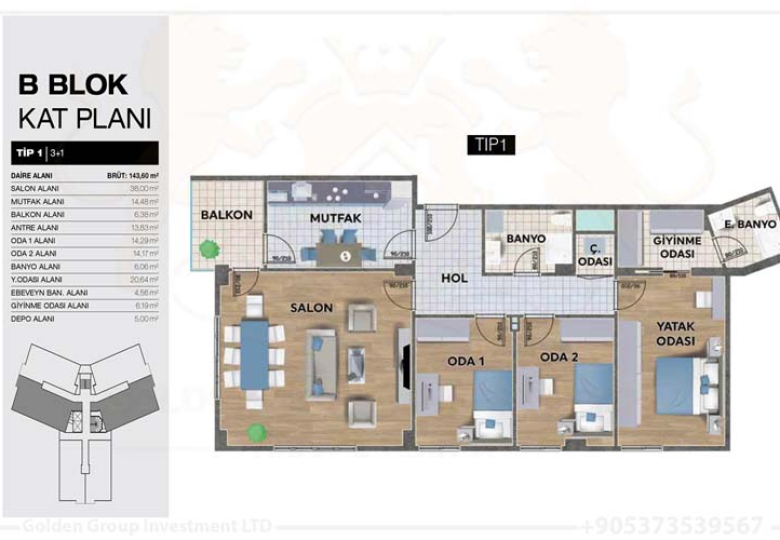 B BLOK
KAT PLANI
TİP 1 | 3+1
DAİRE ALANI BRÜT: 143,60 m²
SALON ALANI 36,00 m²
MUTFAK ALANI 14,48 m²
BALKON ALANI 6,38 m²
ANTRE ALANI 13,83 m²
ODA 1 ALANI 14,29 m²
ODA 2 ALANI 14,17 m²
BANYO ALANI 6,06 m²
Y.ODASI ALANI 20,64 m²
EBEVEYN BAN. ALANI 4,56 m²
GİYİNME ODASI ALANI 6,19 m²
DEPO ALANI 5,00 m²
TIP1
BALKON
MUTFAK
BANYO
Ç.
ODASI
GİYİNME
ODASI
E. BANYO
HOL
SALON
ODA 1
ODA 2
YATAK
ODASI
90/210
90/210
Golden Group Investment LTD
+905373539567